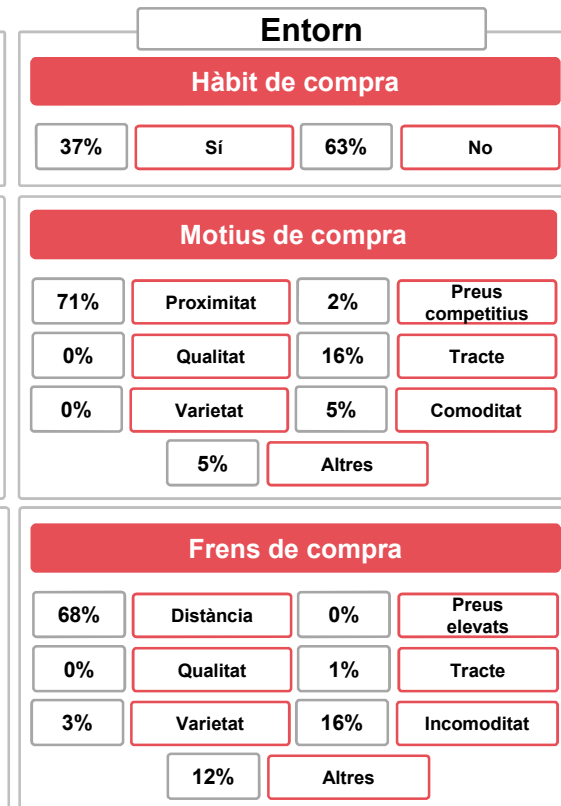 Entorn
Hàbit de compra
37% Sí 63% No
Motius de compra
71% Proximitat 2% Preus
competitius
0% Qualitat 16% Tracte
0% Varietat 5% Comoditat
5% Altres
Frens de compra
68% Distància 0% Preus
elevats
0% Qualitat 1% Tracte
3% Varietat 16% Incomoditat
12% Altres